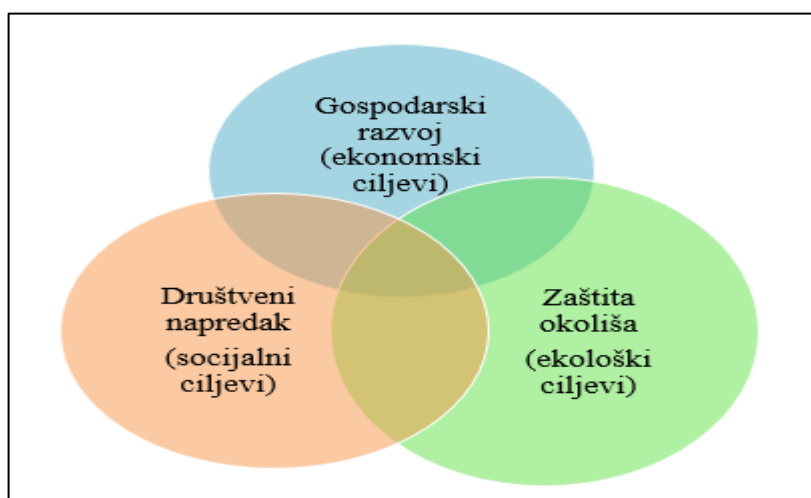 Gospodarski
razvoj
(ekonomski
ciljevi)
Društveni
napredak
(socijalni
ciljevi)
Zaštita
okoliša
(ekološki
ciljevi)